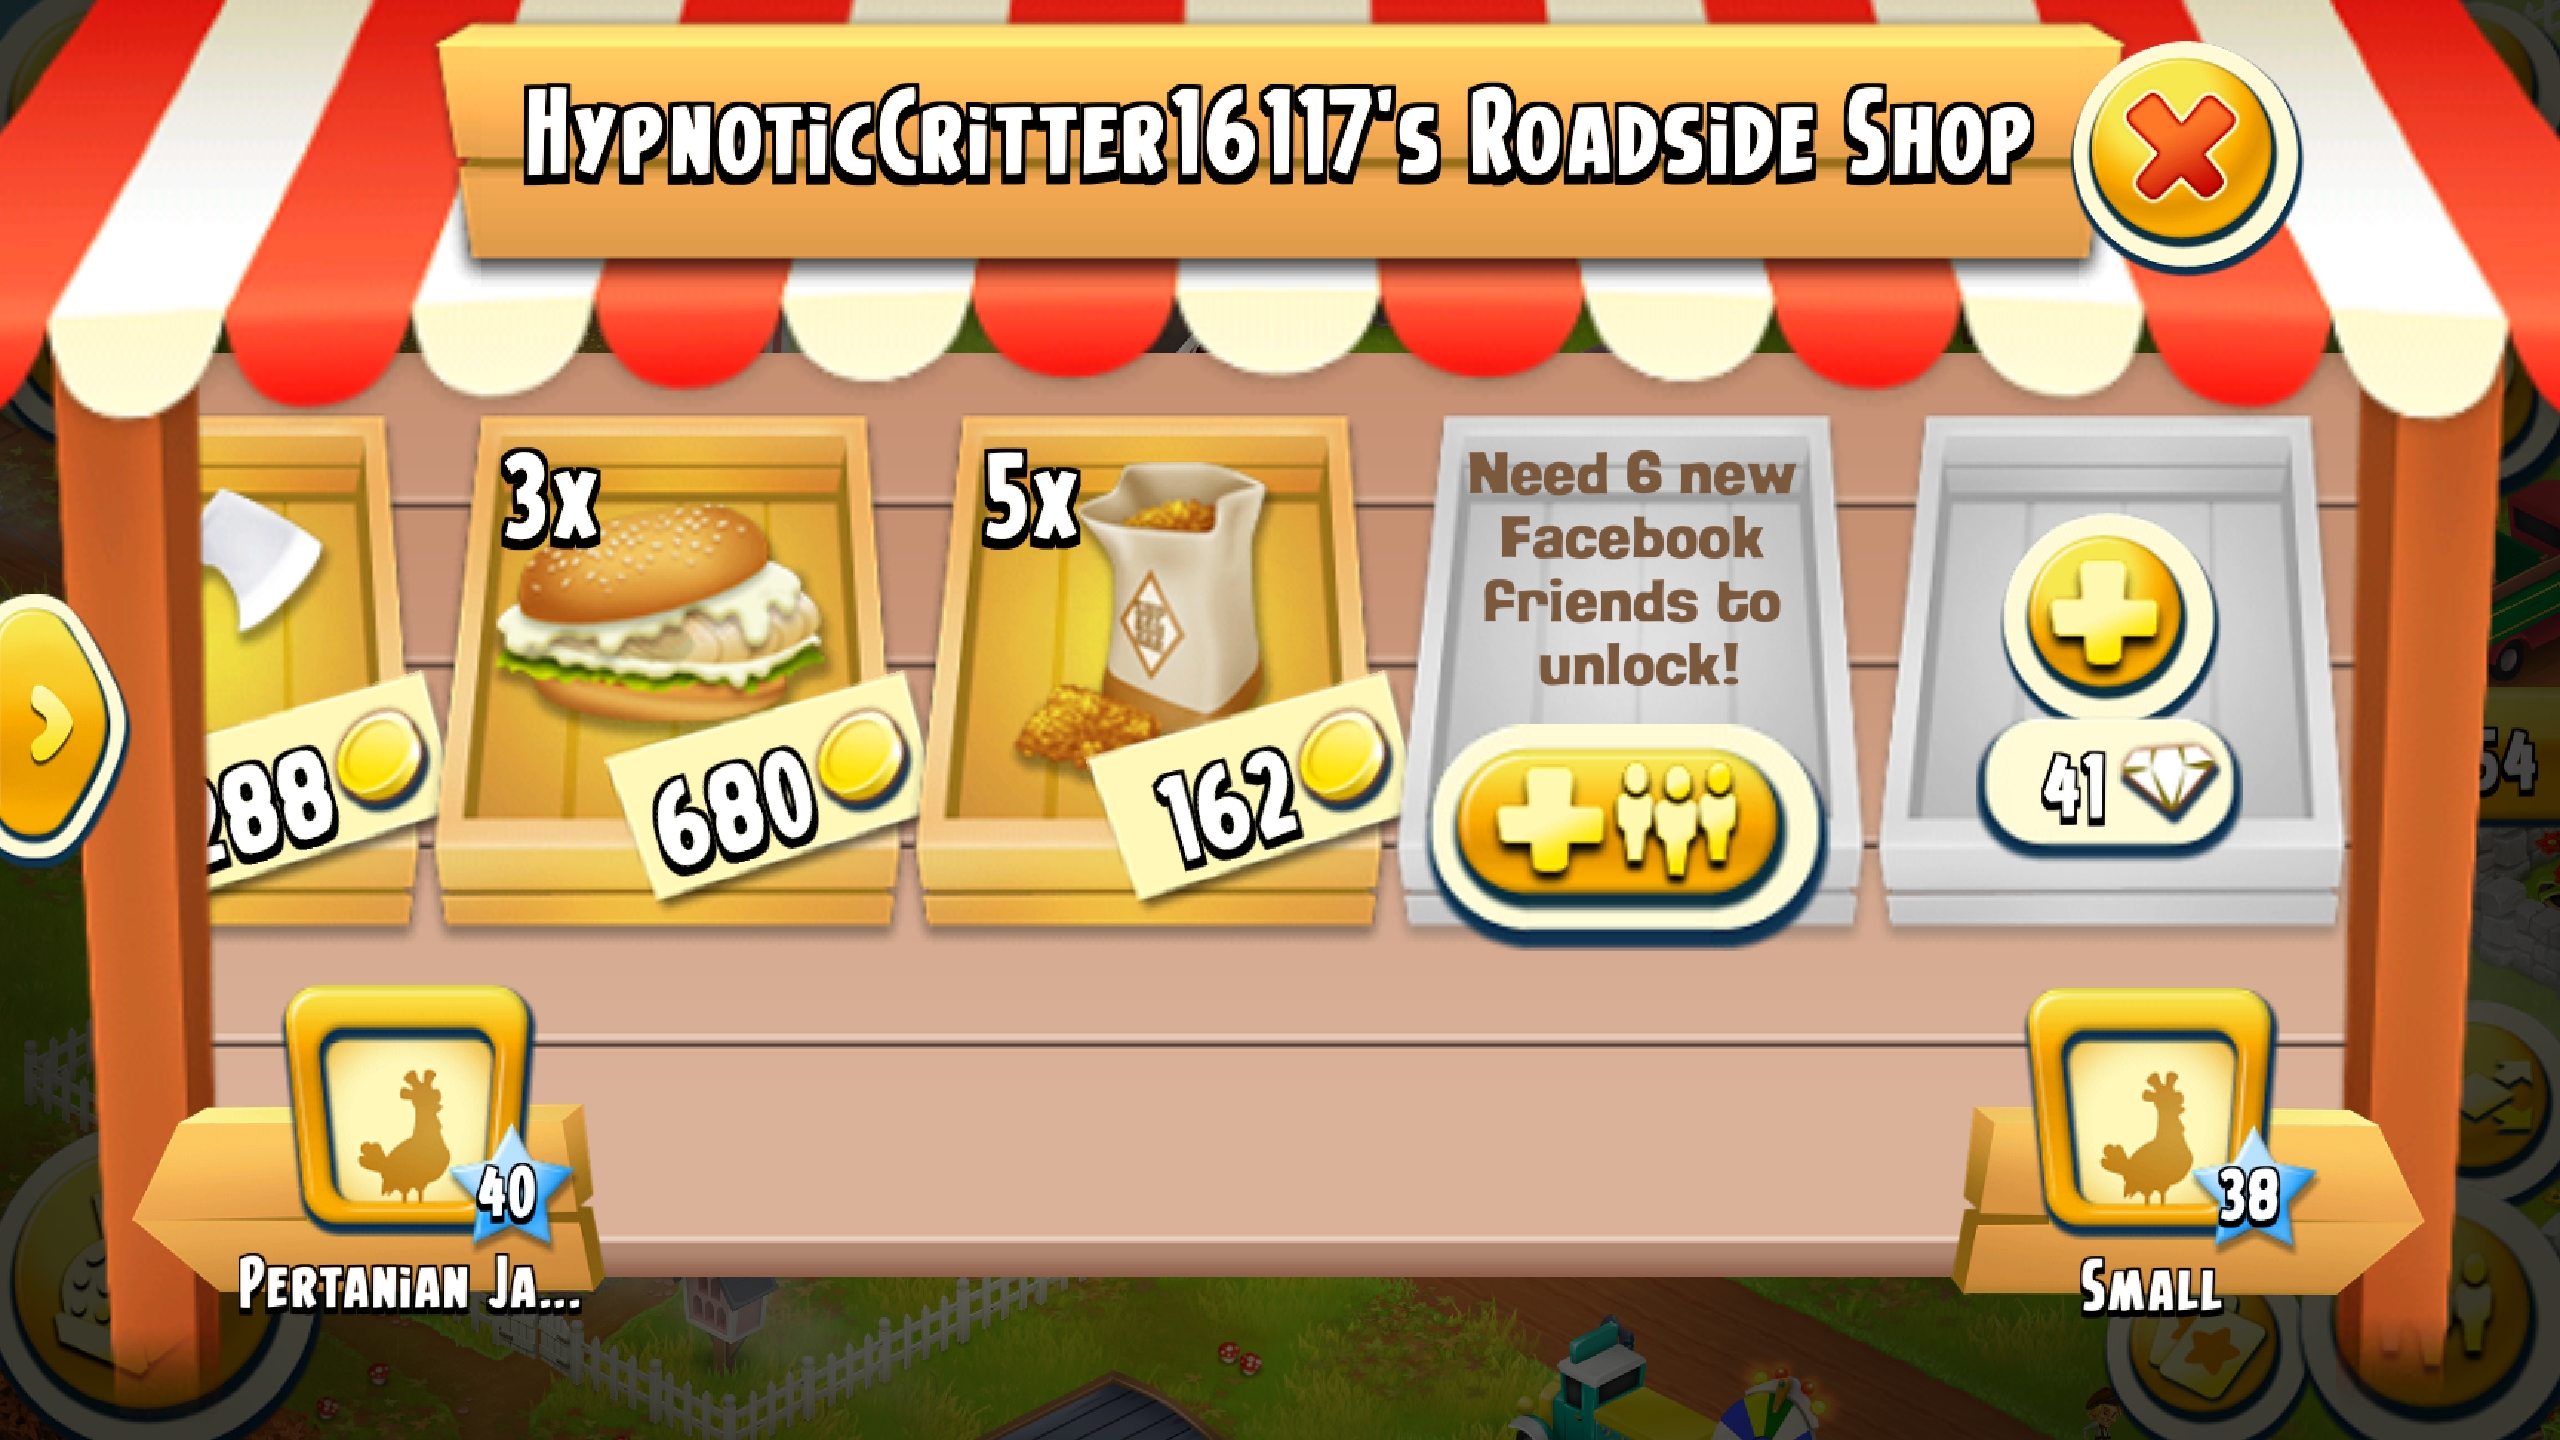 HypnoticCritter16117's Roadside Shop
3x
5x
Need 6 new
Facebook
friends to
unlock!
288
680
162
41
54
40
38
Pertanian Ja...
Small